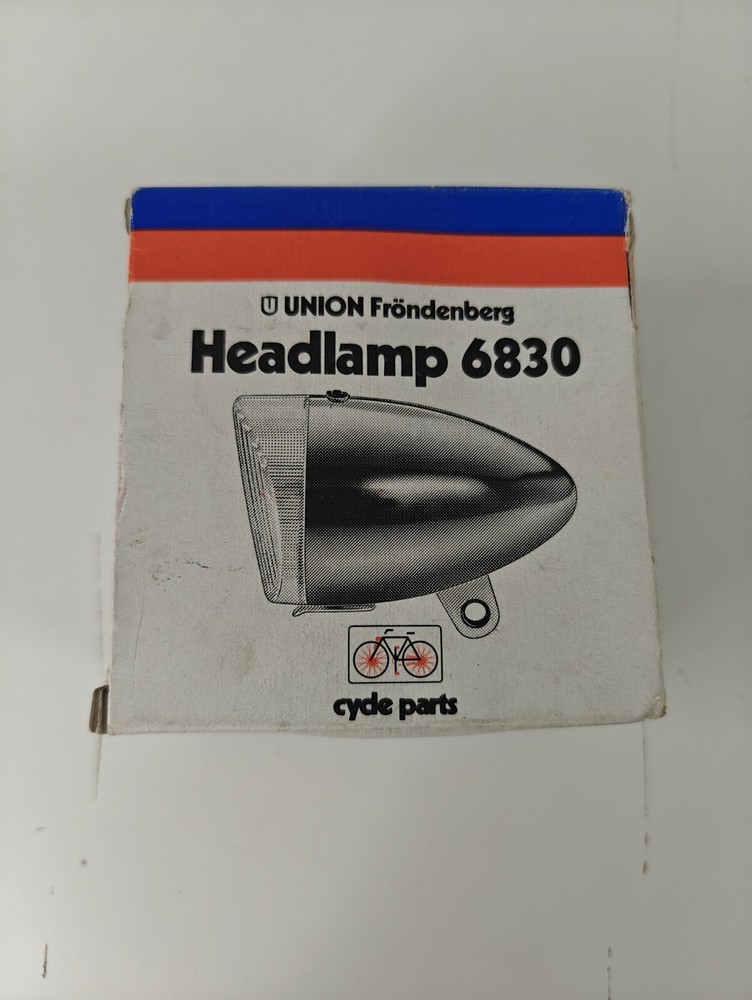 U UNION Fröndenberg
Headlamp 6830
cycle parts